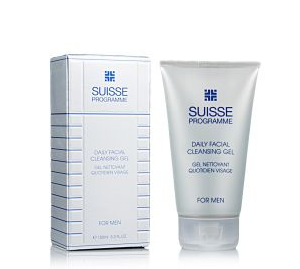 SUISSE
PROGRAMME
DAILY FACIAL
CLEANSING GEL
GEL NETTOYANT
QUOTIDIEN VISAGE
FOR MEN
SUISSE
PROGRAMME
DAILY FACIAL
CLEANSING GEL
GEL NETTOYANT
QUOTIDIEN VISAGE
FOR MEN